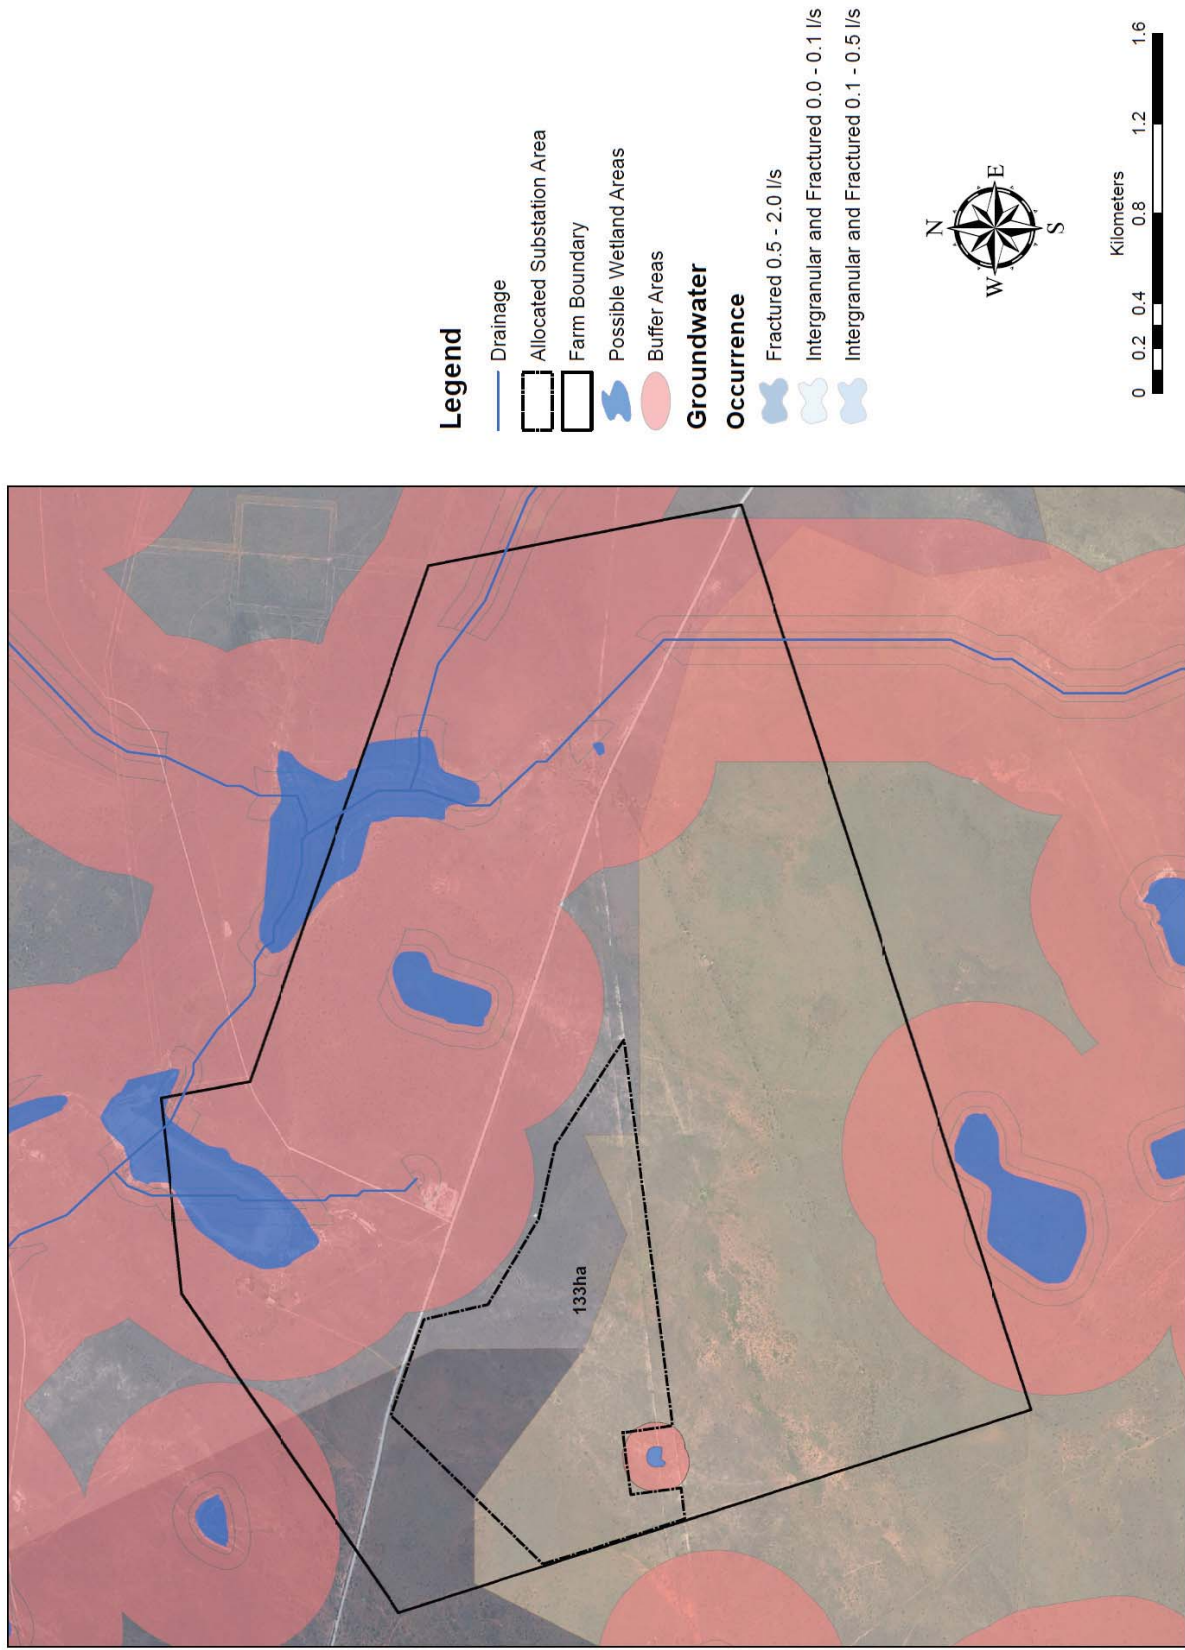 133ha
Legend
Drainage
Allocated Substation Area
Farm Boundary
Possible Wetland Areas
Buffer Areas
Groundwater
Occurrence
Fractured 0.5 - 2.0 l/s
Intergranular and Fractured 0.0 - 0.1 l/s
Intergranular and Fractured 0.1 - 0.5 l/s
N
W E
S
Kilometers
0 0.2 0.4 0.8 1.2 1.6